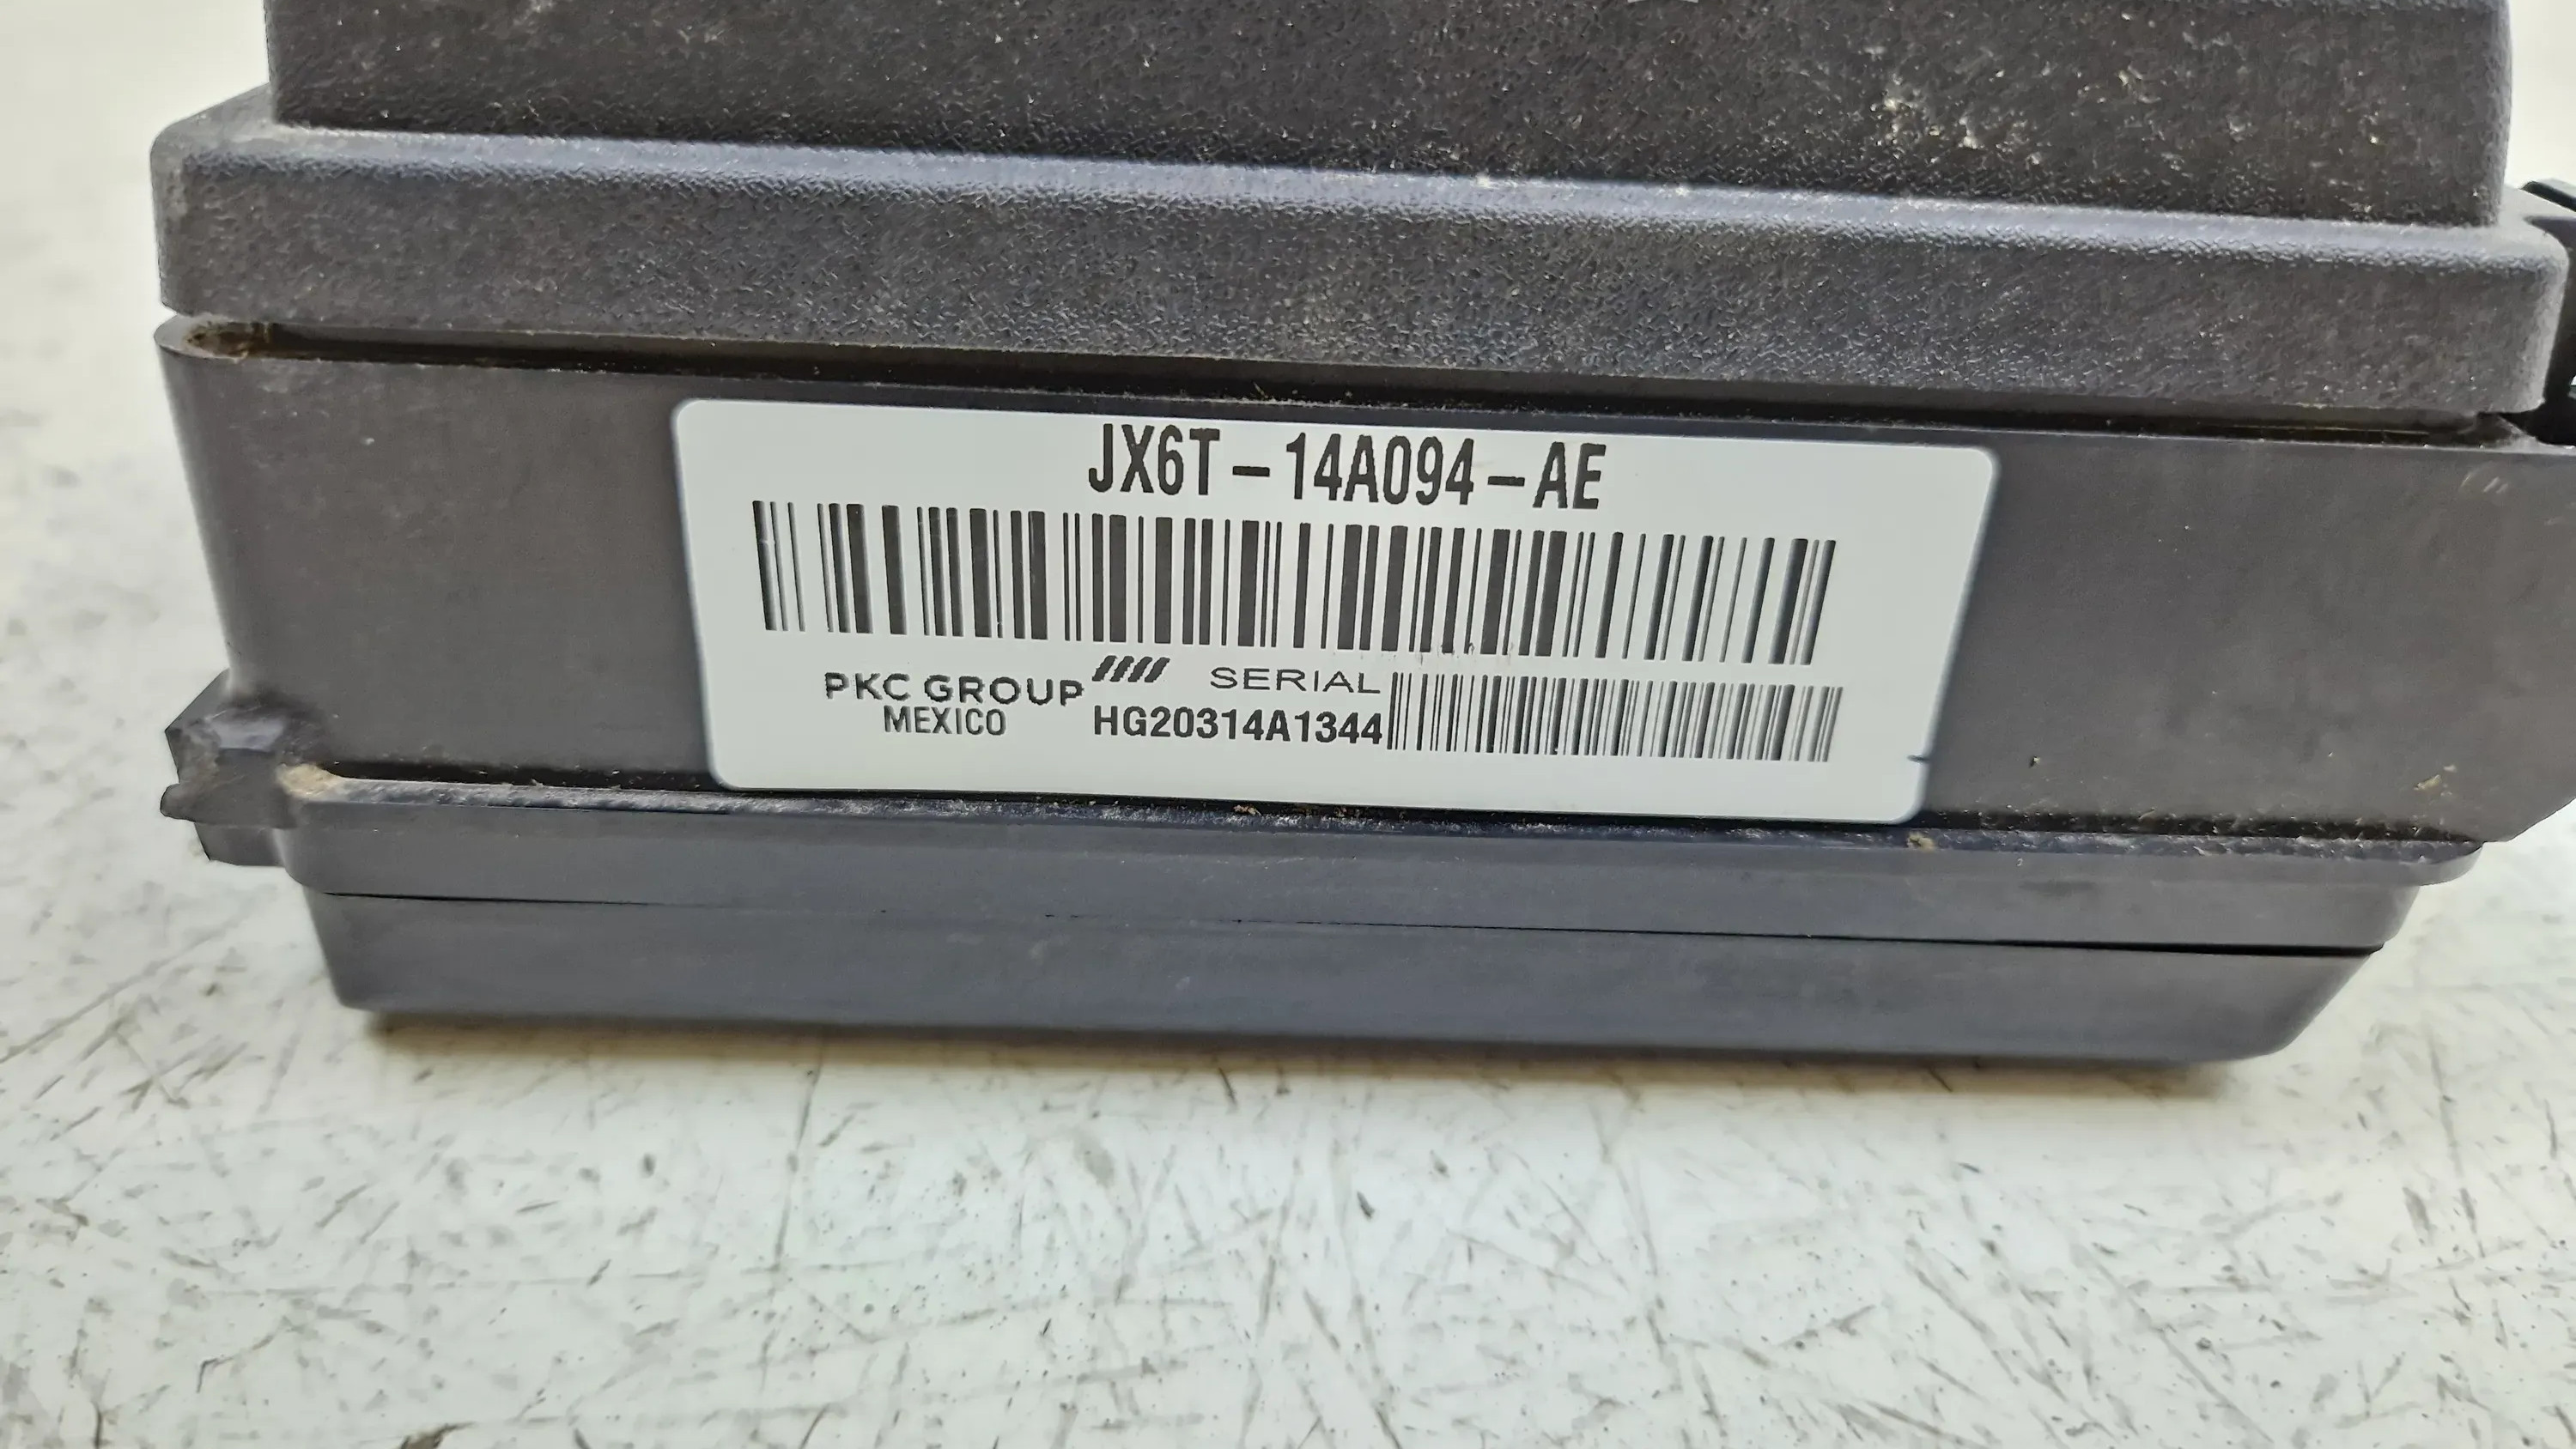 JX6T-14A094-AE
PKC GROUP SERIAL
MEXICO HG20314A1344